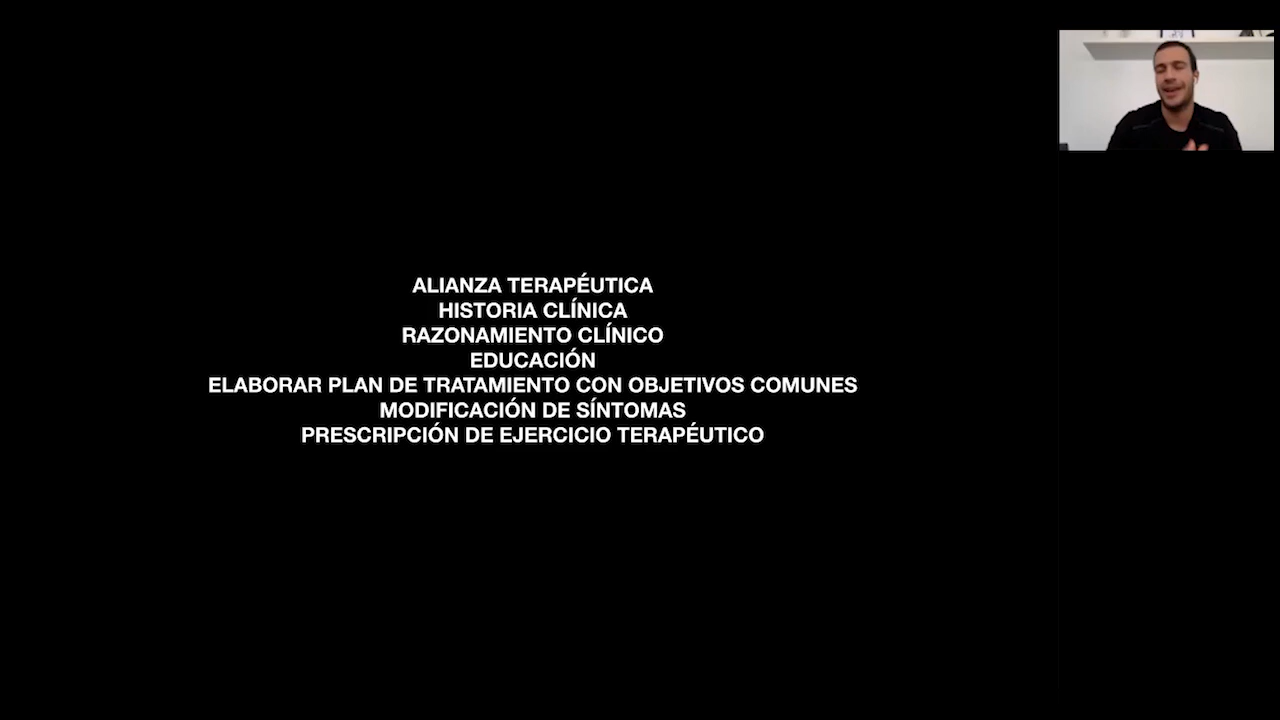 ALIANZA TERAPÉUTICA
HISTORIA CLÍNICA
RAZONAMIENTO CLÍNICO
EDUCACIÓN
ELABORAR PLAN DE TRATAMIENTO CON OBJETIVOS COMUNES
MODIFICACIÓN DE SÍNTOMAS
PRESCRIPCIÓN DE EJERCICIO TERAPÉUTICO